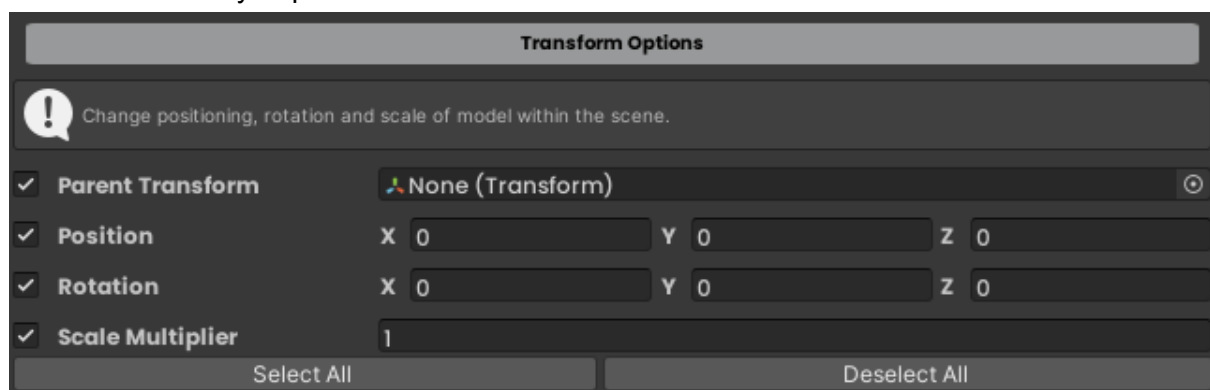 Transform Options
Change positioning, rotation and scale of model within the scene.
Parent Transform None (Transform)
Position X 0 Y 0 Z 0
Rotation X 0 Y 0 Z 0
Scale Multiplier 1
Select All Deselect All